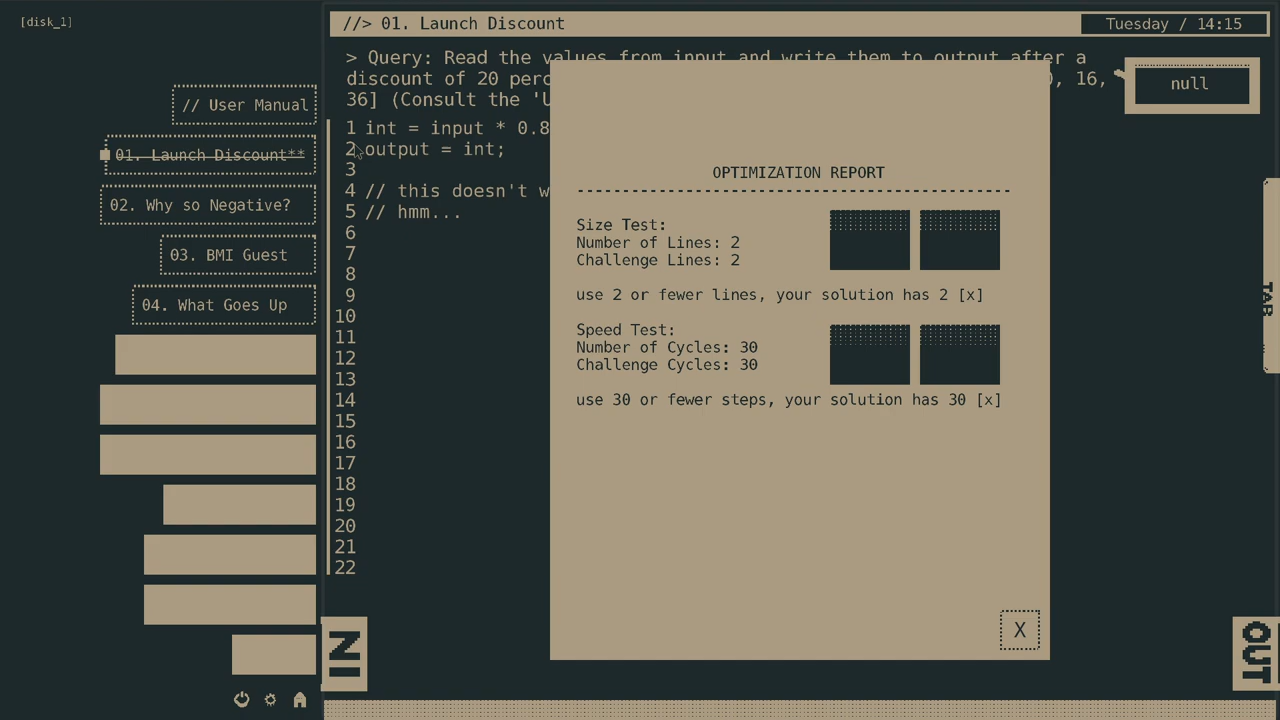 [disk_1]
//> 01. Launch Discount
Tuesday / 14:15
// User Manual
01. Launch Discount**
02. Why so Negative?
03. BMI Guest
04. What Goes Up
> Query: Read the values from input and write them to output after a
discount of 20 16,
36] (Consult the
null
1 int = input * 0.8
2 output = int;
3
4 // this doesn't
5 // hmm...
6
7
8
9
10
11
12
13
14
15
16
17
18
19
20
21
22
OPTIMIZATION REPORT
Size Test:
Number of Lines: 2
Challenge Lines: 2
use 2 or fewer lines, your solution has 2 [x]
Speed Test:
Number of Cycles: 30
Challenge Cycles: 30
use 30 or fewer steps, your solution has 30 [x]
X
TAB
IN
OUT